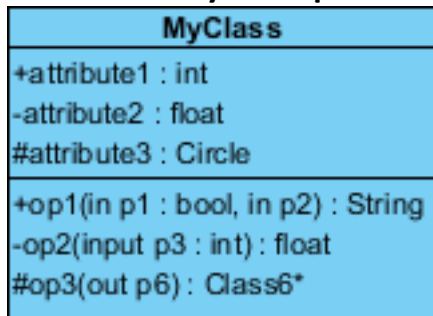 MyClass
+attribute1 : int
-attribute2 : float
#attribute3 : Circle
+op1(in p1 : bool, in p2) : String
-op2(input p3 : int) : float
#op3(out p6) : Class6*